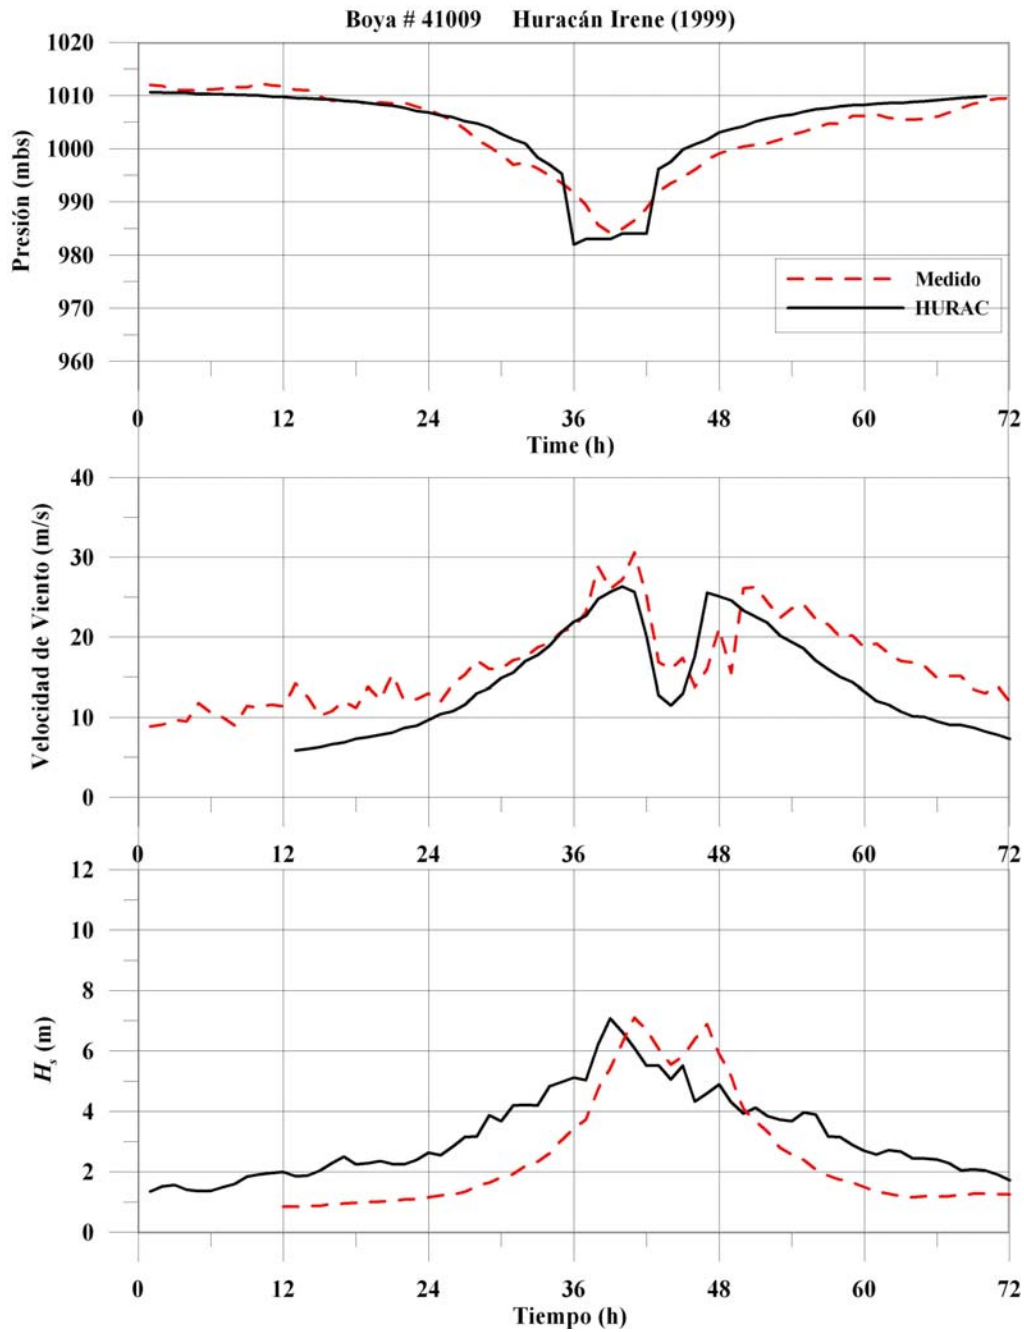 Boya # 41009 Huracán Irene (1999)
1020
1010
1000
990
980
970
960
Presión (mbs)
Medido
HURAC
0 12 24 36 48 60 72
Time (h)
40
30
20
10
0
Velocidad de Viento (m/s)
0 12 24 36 48 60 72
12
10
8
6
4
2
0
Hs (m)
0 12 24 36 48 60 72
Tiempo (h)